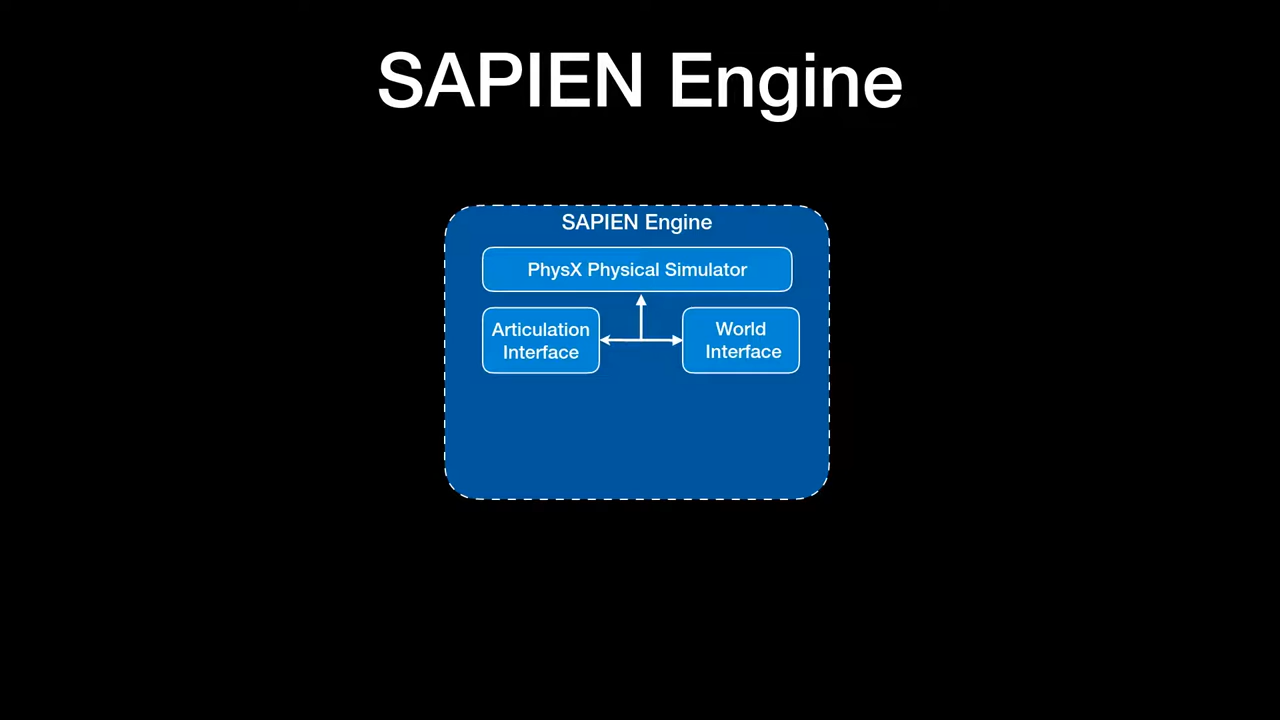 SAPIEN Engine
SAPIEN Engine
PhysX Physical Simulator
Articulation
Interface
World
Interface